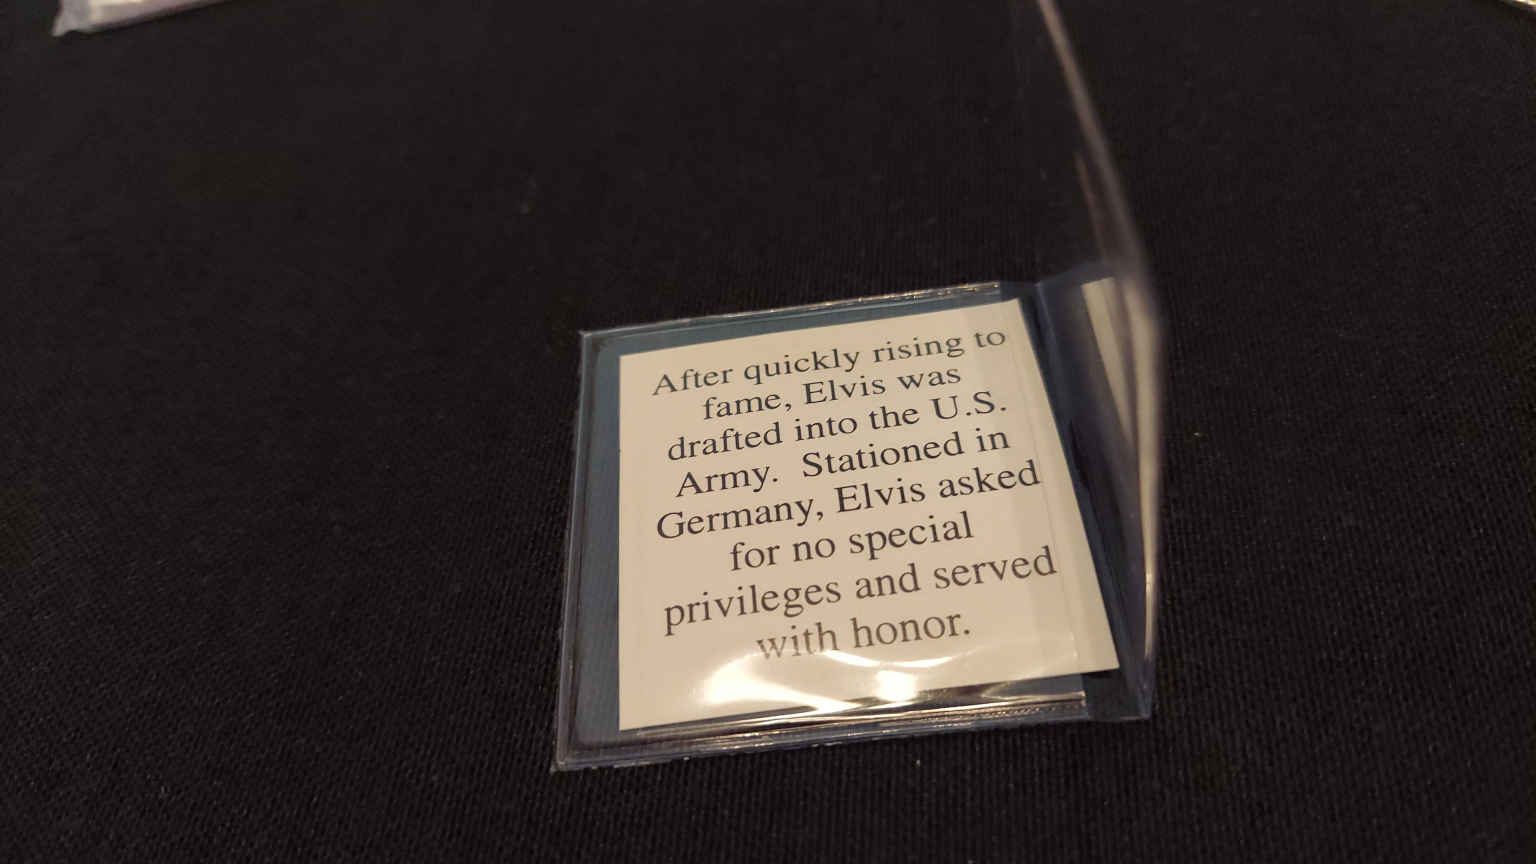 After quickly rising to
fame, Elvis was
drafted into the U.S.
Army.  Stationed in
Germany, Elvis asked
for no special
privileges and served
with honor.